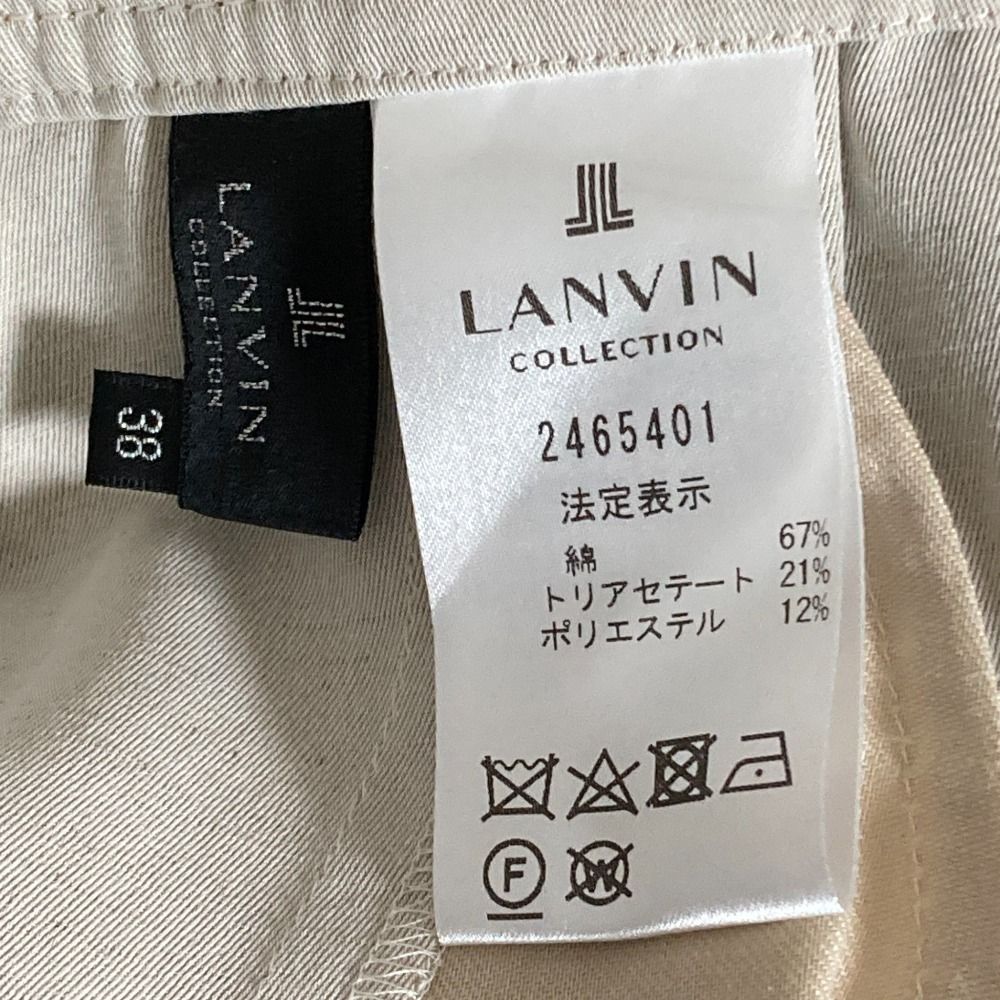 LANVIN
COLLECTION
38
LANVIN
COLLECTION
2465401
法定表示
綿 67%
トリアセテート 21%
ポリエステル 12%
F
W